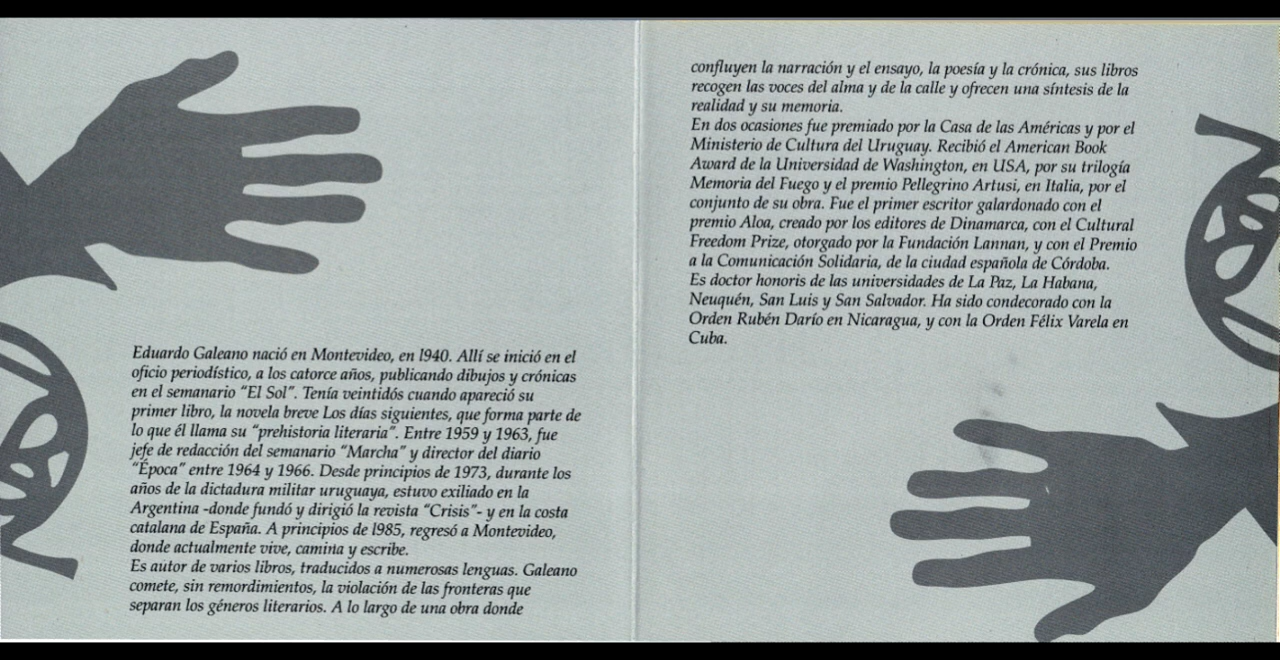 Eduardo Galeano nació en Montevideo, en 1940. Allí se inició en el
oficio periodístico, a los catorce años, publicando dibujos y crónicas
en el semanario “El Sol”. Tenía veintidós cuando apareció su
primer libro, la novela breve Los días siguientes, que forma parte de
lo que él llama su “prehistoria literaria”. Entre 1959 y 1963, fue
jefe de redacción del semanario “Marcha” y director del diario
“Época” entre 1964 y 1966. Desde principios de 1973, durante los
años de la dictadura militar uruguaya, estuvo exiliado en la
Argentina -donde fundó y dirigió la revista “Crisis”- y en la costa
catalana de España. A principios de 1985, regresó a Montevideo,
donde actualmente vive, camina y escribe.
Es autor de varios libros, traducidos a numerosas lenguas. Galeano
comete, sin remordimientos, la violación de las fronteras que
separan los géneros literarios. A lo largo de una obra donde
confluyen la narración y el ensayo, la poesía y la crónica, sus libros
recogen las voces del alma y de la calle y ofrecen una síntesis de la
realidad y su memoria.
En dos ocasiones fue premiado por la Casa de las Américas y por el
Ministerio de Cultura del Uruguay. Recibió el American Book
Award de la Universidad de Washington, en USA, por su trilogía
Memoria del Fuego y el premio Pellegrino Artusi, en Italia, por el
conjunto de su obra. Fue el primer escritor galardonado con el
premio Aloa, creado por los editores de Dinamarca, con el Cultural
Freedom Prize, otorgado por la Fundación Lannan, y con el Premio
a la Comunicación Solidaria, de la ciudad española de Córdoba.
Es doctor honoris de las universidades de La Paz, La Habana,
Neuquén, San Luis y San Salvador. Ha sido condecorado con la
Orden Rubén Darío en Nicaragua, y con la Orden Félix Varela en
Cuba.